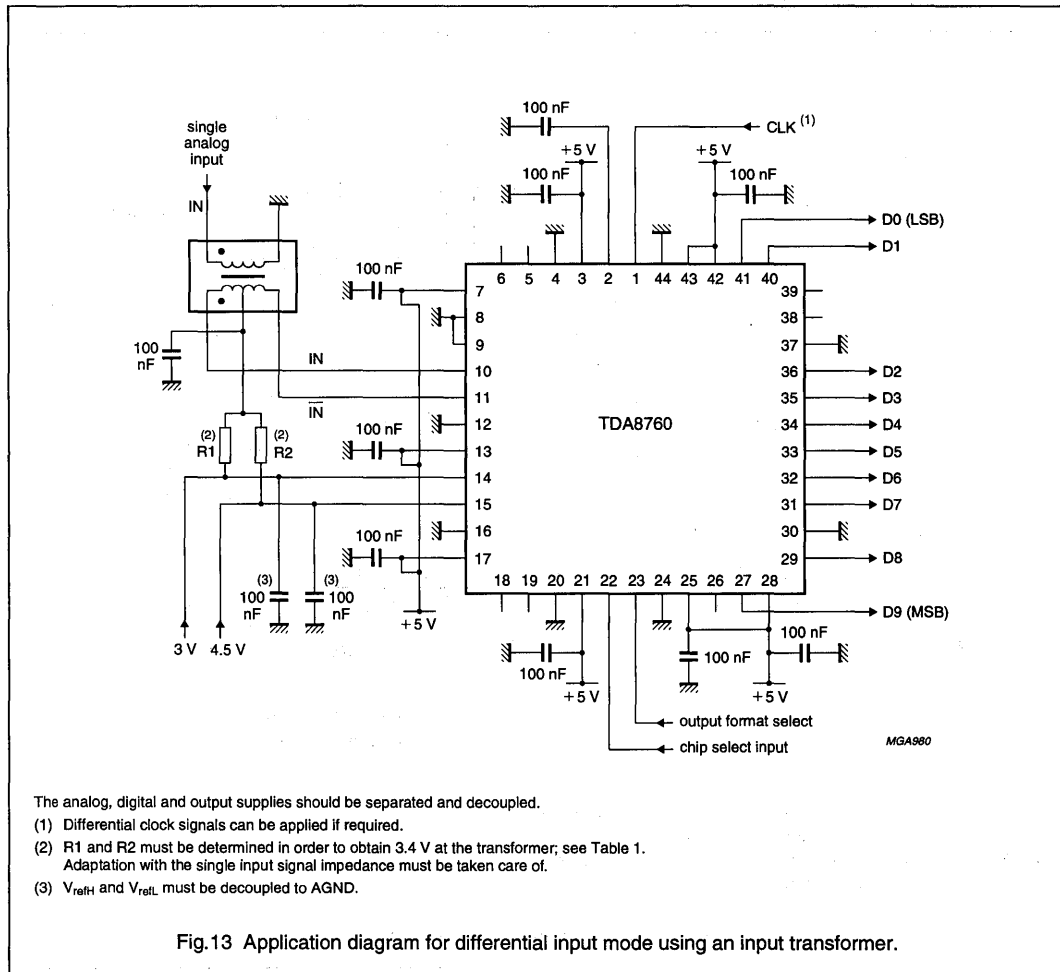 100 nF
CLK (1)
single
analog
input
+5 V
+5 V
100 nF
100 nF
IN
D0 (LSB)
D1
6 5 4 3 2 1 44 43 42 41 40
100 nF
7
8
9
10
11
12
13
14
15
16
17
39
38
37
36
35
34
33
32
31
30
29
100
nF
IN
IN
TDA8760
D2
D3
D4
D5
D6
D7
D8
(2)
R1
(2)
R2
100 nF
100 nF
18 19 20 21 22 23 24 25 26 27 28
(3)
100
nF
(3)
100
nF
+5 V
D9 (MSB)
3 V
4.5 V
100 nF
+5 V
100 nF
100 nF
+5 V
output format select
chip select input
MGA980
The analog, digital and output supplies should be separated and decoupled.
(1) Differential clock signals can be applied if required.
(2) R1 and R2 must be determined in order to obtain 3.4 V at the transformer; see Table 1.
Adaptation with the single input signal impedance must be taken care of.
(3) VrefH and VrefL must be decoupled to AGND.
Fig.13 Application diagram for differential input mode using an input transformer.